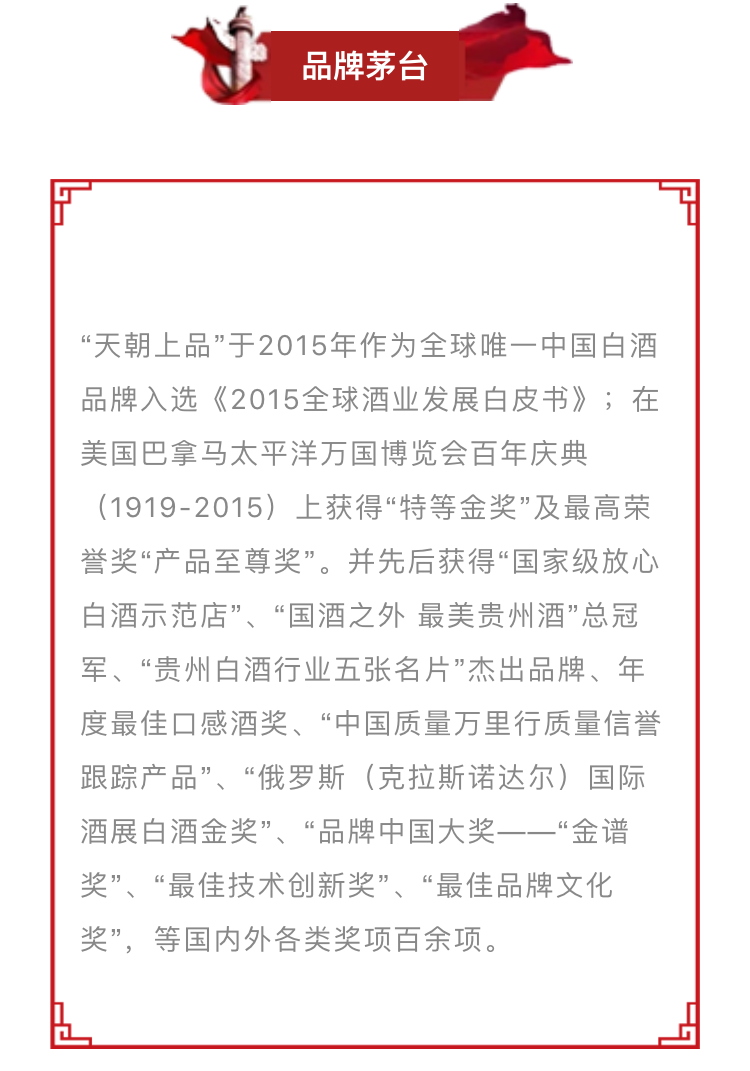 品牌茅台
“天朝上品”于2015年作为全球唯一中国白酒
品牌入选《2015全球酒业发展白皮书》；在
美国巴拿马太平洋万国博览会百年庆典
（1919-2015）上获得“特等金奖”及最高荣
誉奖“产品至尊奖”。并先后获得“国家级放心
白酒示范店”、“国酒之外 最美贵州酒”总冠
军、“贵州白酒行业五张名片”杰出品牌、年
度最佳口感酒奖、“中国质量万里行质量信誉
跟踪产品”、“俄罗斯（克拉斯诺达尔）国际
酒展白酒金奖”、“品牌中国大奖——“金谱
奖”、“最佳技术创新奖”、“最佳品牌文化
奖”，等国内外各类奖项百余项。